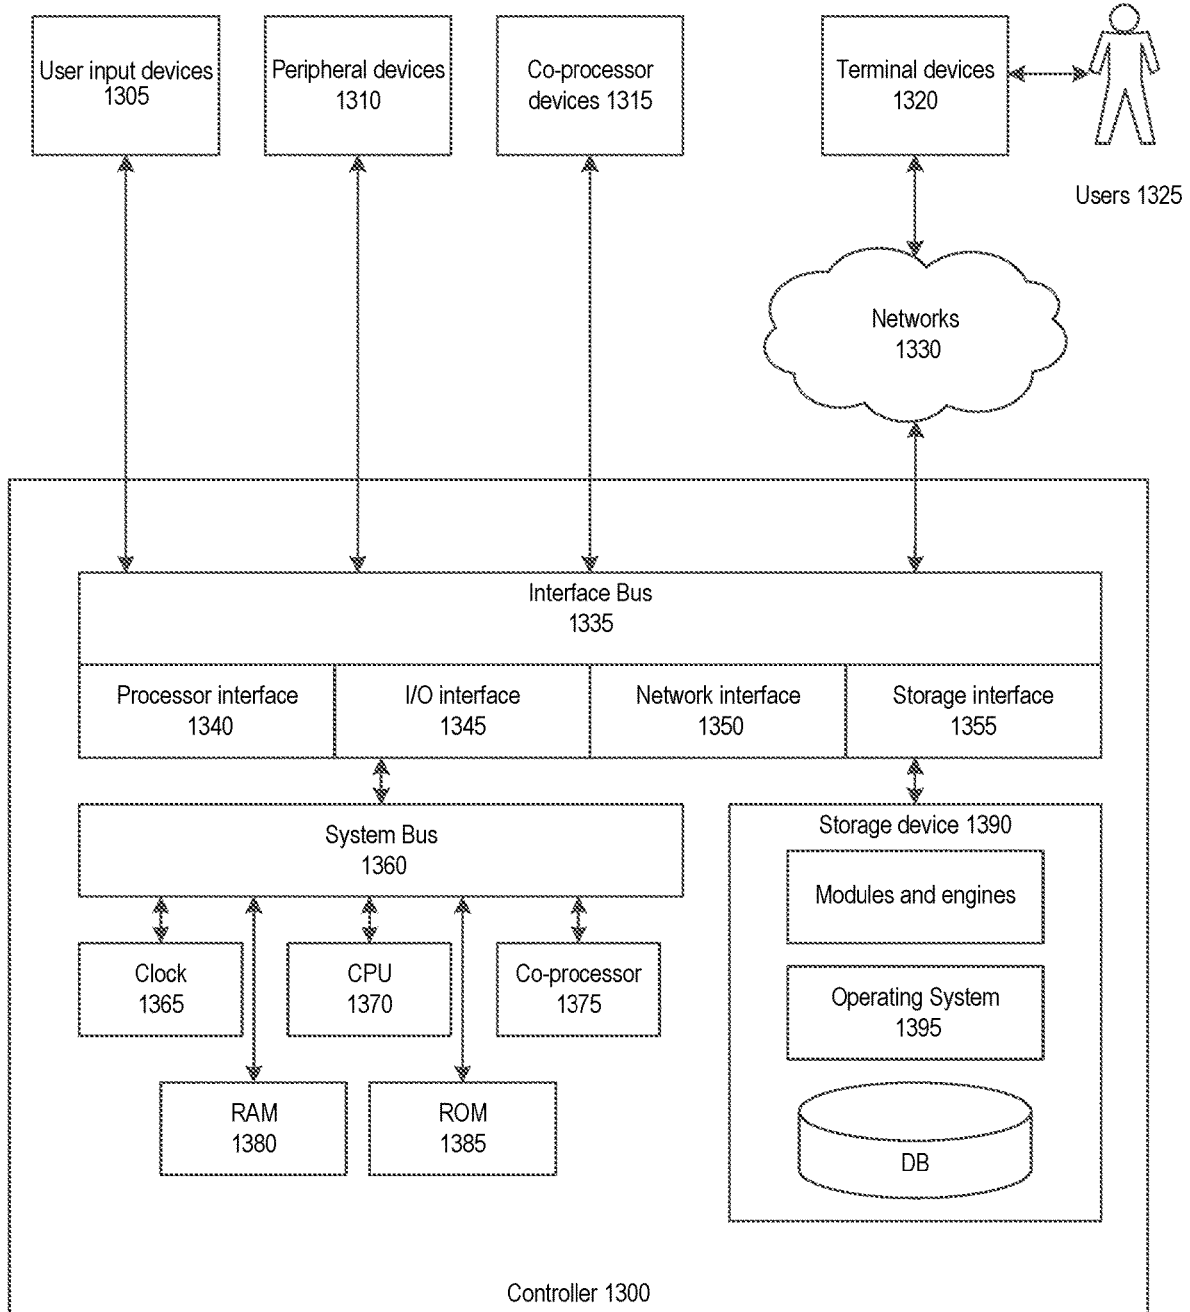 User input devices
1305
Peripheral devices
1310
Co-processor
devices 1315
Terminal devices
1320
Users 1325
Networks
1330
Interface Bus
1335
Processor interface
1340
I/O interface
1345
Network interface
1350
Storage interface
1355
System Bus
1360
Storage device 1390
Modules and engines
Clock
1365
CPU
1370
Co-processor
1375
Operating System
1395
RAM
1380
ROM
1385
DB
Controller 1300